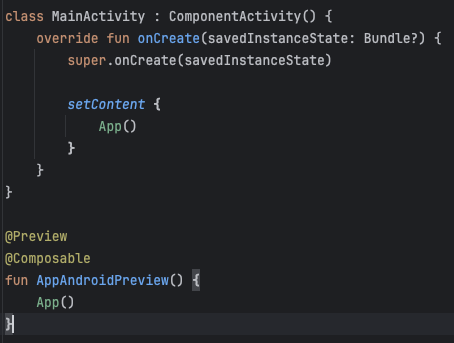 class MainActivity : ComponentActivity() {
    override fun onCreate(savedInstanceState: Bundle?) {
        super.onCreate(savedInstanceState)

        setContent {
            App()
        }
    }
}

@Preview
@Composable
fun AppAndroidPreview() {
    App()
}